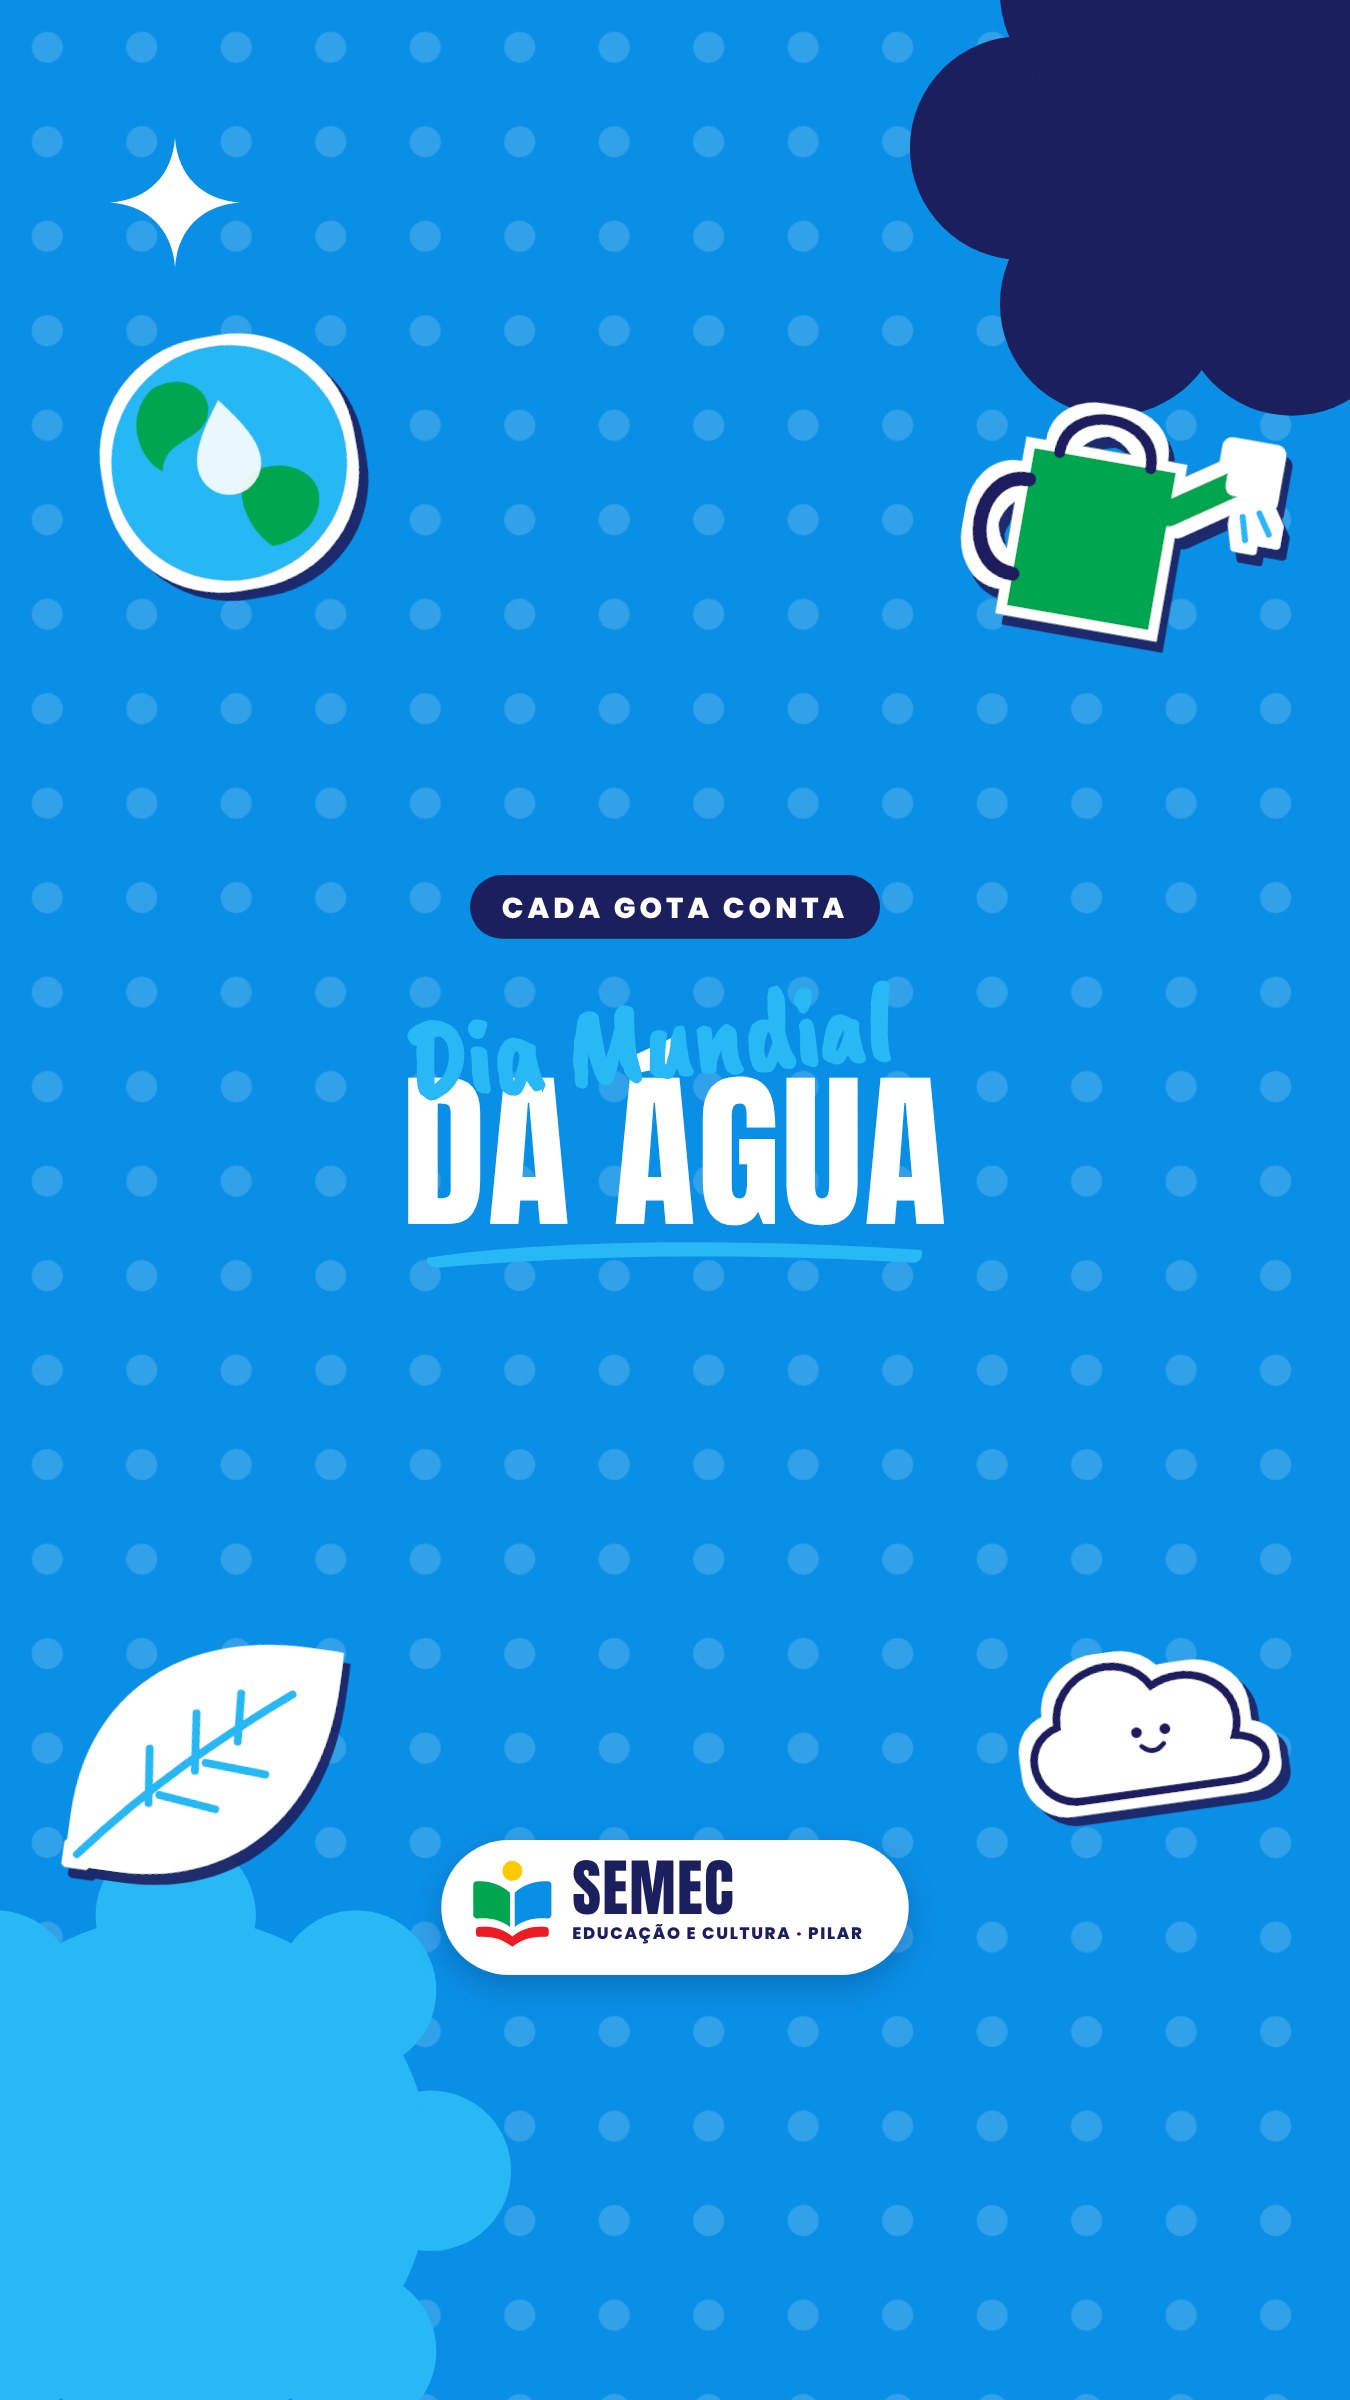 CADA GOTA CONTA
Dia Mundial
DA ÁGUA
SEMEC
EDUCAÇÃO E CULTURA · PILAR